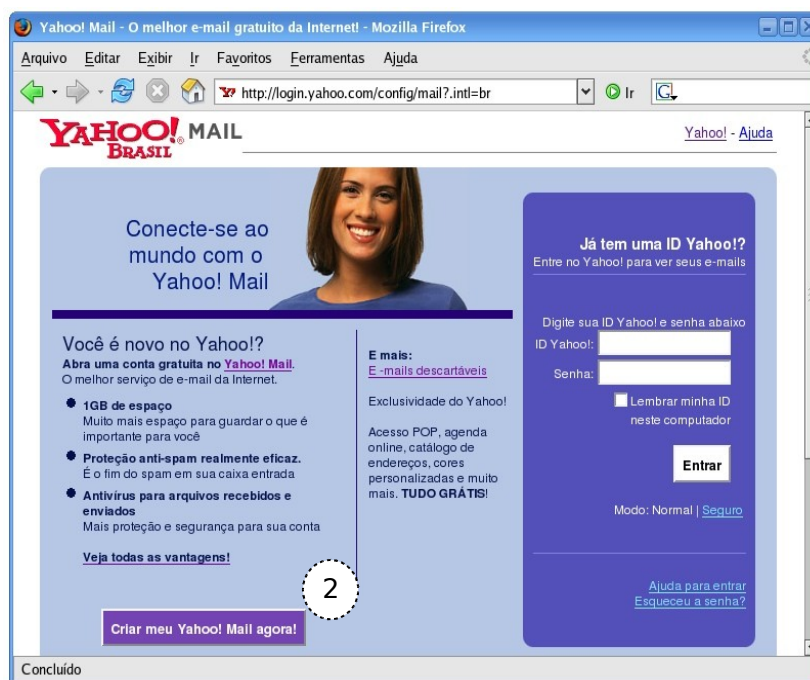 Yahoo! Mail - O melhor e-mail gratuito da Internet! - Mozilla Firefox
Arquivo Editar Exibir Ir Favoritos Ferramentas Ajuda
http://login.yahoo.com/config/mail?.intl=br Ir G
YAHOO! MAIL
BRASIL
Yahoo! - Ajuda
Conecte-se ao
mundo com o
Yahoo! Mail
Você é novo no Yahoo!?
Abra uma conta gratuita no Yahoo! Mail.
O melhor serviço de e-mail da Internet.
1GB de espaço
Muito mais espaço para guardar o que é
importante para você
Proteção anti-spam realmente eficaz.
É o fim do spam em sua caixa entrada
Antivírus para arquivos recebidos e
enviados
Mais proteção e segurança para sua conta
Veja todas as vantagens!
2
Criar meu Yahoo! Mail agora!
E mais:
E -mails descartáveis
Exclusividade do Yahoo!
Acesso POP, agenda
online, catálogo de
endereços, cores
personalizadas e muito
mais. TUDO GRÁTIS!
Já tem uma ID Yahoo!?
Entre no Yahoo! para ver seus e-mails
Digite sua ID Yahoo! e senha abaixo
ID Yahoo!:
Senha:
Lembrar minha ID
neste computador
Entrar
Modo: Normal | Seguro
Ajuda para entrar
Esqueceu a senha?
Concluído